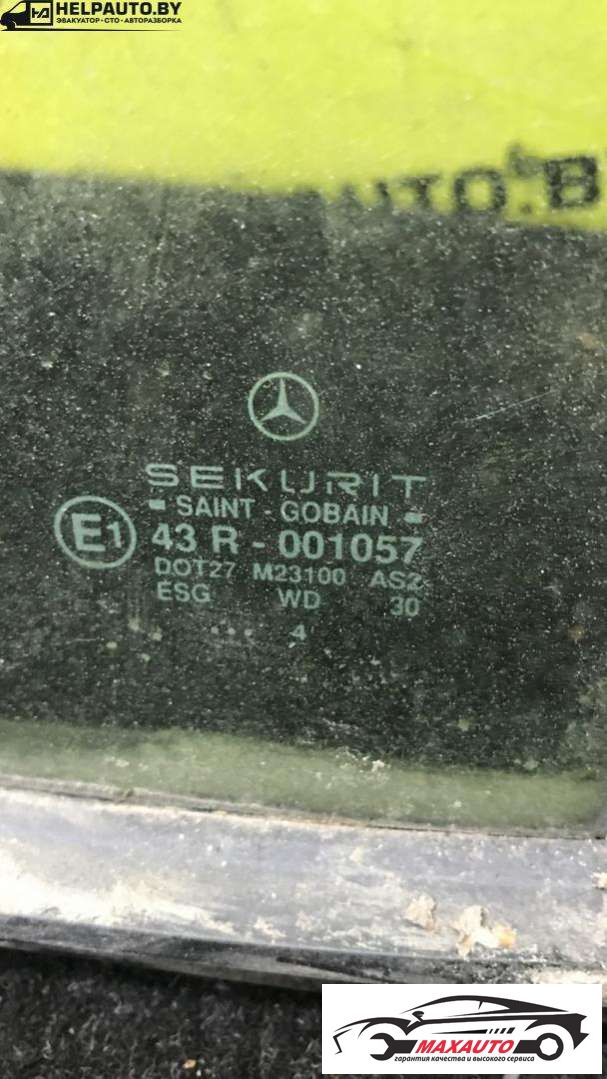 HELPAUTO.BY
ЭВАКУАТОР•СТО•АВТОРАЗБОРКА
AUTO.B
SEKURIT
SAINT - GOBAIN
E1
43 R - 001057
DOT27 M23100 AS2
ESG WD 30
... 4
MAXAUTO
гарантия качества и высокого сервиса